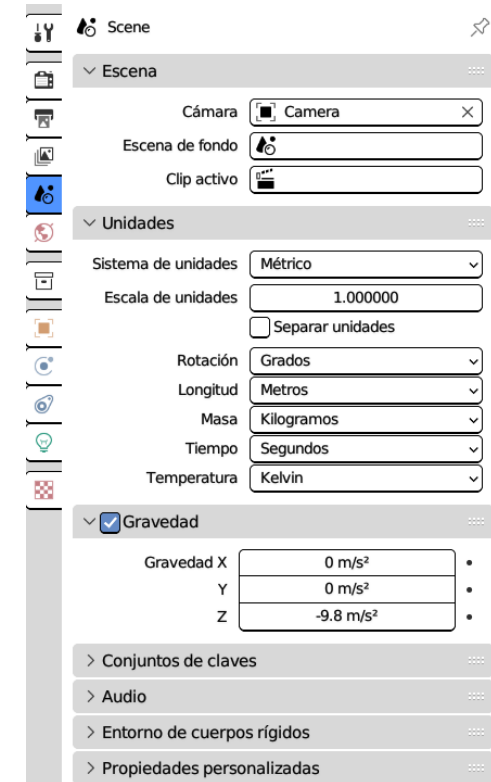 Scene
Escena
Cámara Camera
Escena de fondo
Clip activo
Unidades
Sistema de unidades Métrico
Escala de unidades 1.000000
Separar unidades
Rotación Grados
Longitud Metros
Masa Kilogramos
Tiempo Segundos
Temperatura Kelvin
Gravedad
Gravedad X 0 m/s²
Y 0 m/s²
Z -9.8 m/s²
Conjuntos de claves
Audio
Entorno de cuerpos rígidos
Propiedades personalizadas